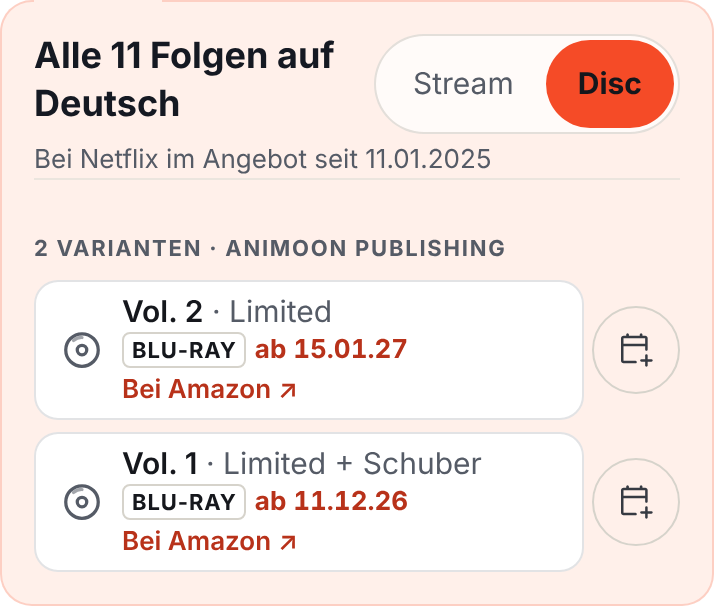 Alle 11 Folgen auf
Deutsch
Stream
Disc
Bei Netflix im Angebot seit 11.01.2025
2 VARIANTEN · ANIMOON PUBLISHING
Vol. 2 · Limited
BLU-RAY ab 15.01.27
Bei Amazon ↗
Vol. 1 · Limited + Schuber
BLU-RAY ab 11.12.26
Bei Amazon ↗